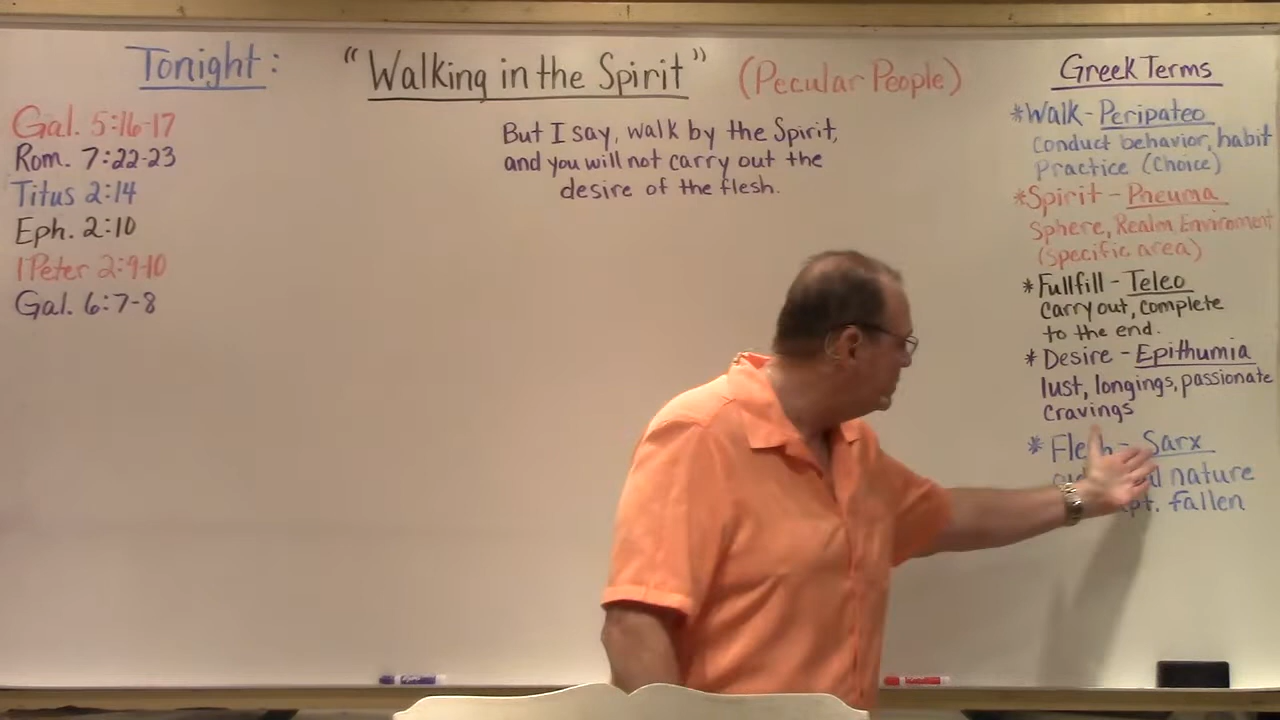 Tonight: "Walking in the Spirit" (Pecular People)
Gal. 5:16-17
Rom. 7:22-23
Titus 2:14
Eph. 2:10
1 Peter 2:9-10
Gal. 6:7-8
But I say, walk by the Spirit,
and you will not carry out the
desire of the flesh.
Greek Terms
*Walk - Peripateo
conduct behavior, habit
Practice (Choice)
*Spirit - Pneuma
Sphere, Realm, Enviroment
(Specific area)
*Fullfill - Teleo
carry out, complete
to the end.
*Desire - Epithumia
lust, longings, passionate
cravings
*Flesh - Sarx
nature
fallen